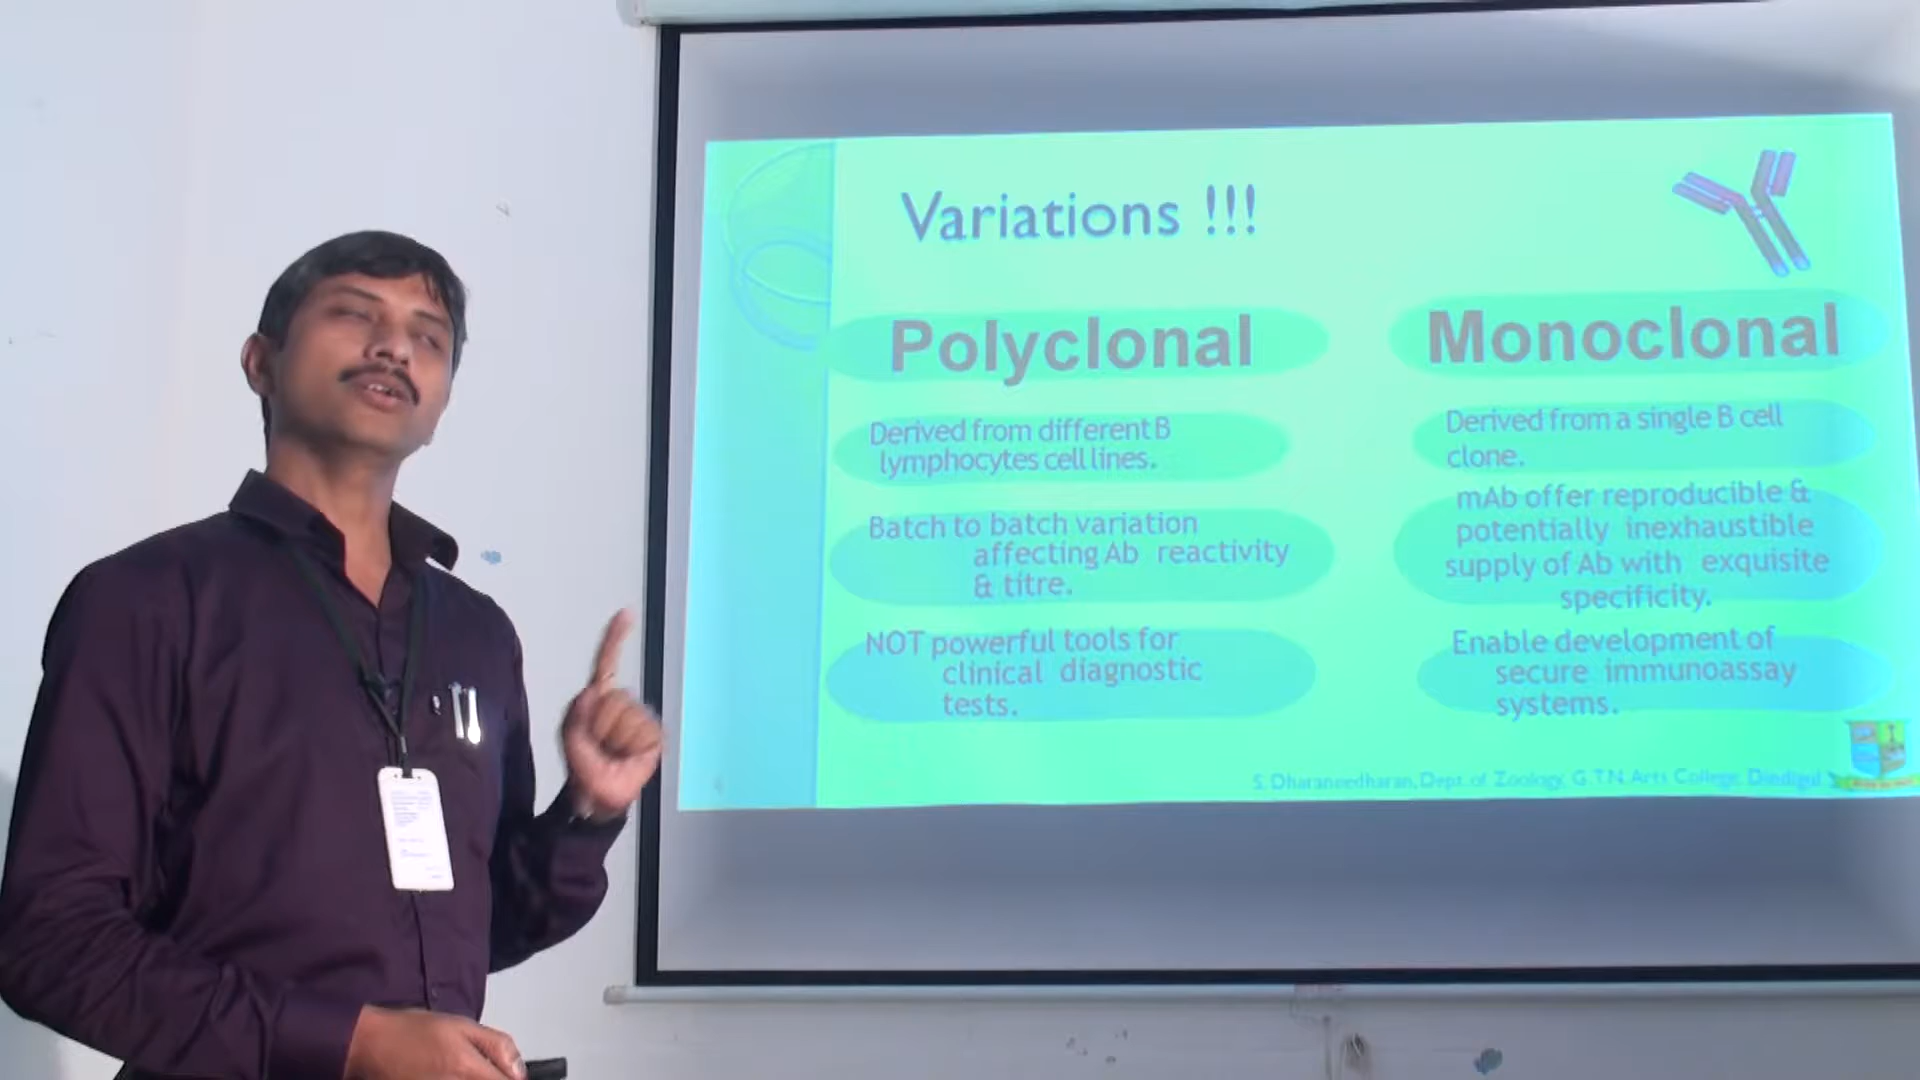 Variations !!!
Polyclonal
Derived from different B
lymphocytes cell lines.
Batch to batch variation
affecting Ab reactivity
& titre.
NOT powerful tools for
clinical diagnostic
tests.
Monoclonal
Derived from a single B cell
clone.
mAb offer reproducible &
potentially inexhaustible
supply of Ab with exquisite
specificity.
Enable development of
secure immunoassay
systems.
S. Dharaneedharan, Dept. of Zoology, G.T.N. Arts College, Dindigul